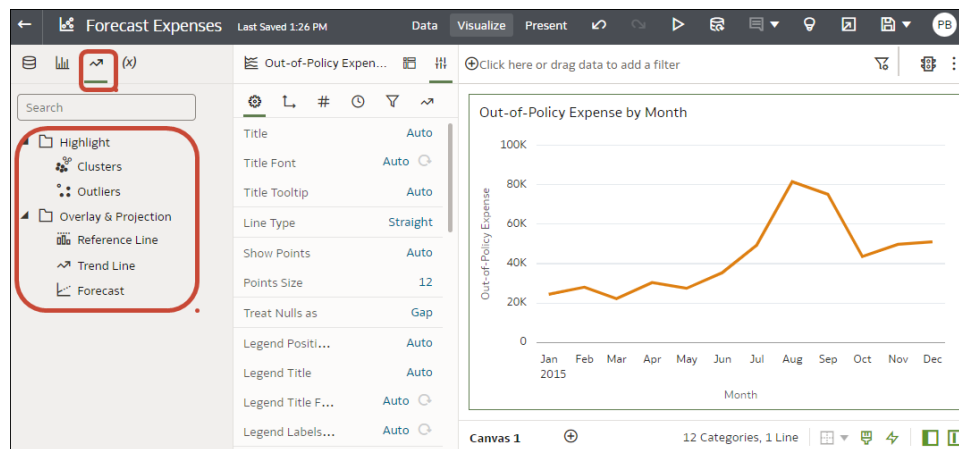 Forecast Expenses Last Saved 1:26 PM Data Visualize Present PB
(x) Out-of-Policy Expen... Click here or drag data to add a filter
Search
Highlight
Clusters
Outliers
Overlay & Projection
Reference Line
Trend Line
Forecast
#
Title Auto
Title Font Auto
Title Tooltip Auto
Line Type Straight
Show Points Auto
Points Size 12
Treat Nulls as Gap
Legend Positi... Auto
Legend Title Auto
Legend Title F... Auto
Legend Labels... Auto
Out-of-Policy Expense by Month
Out-of-Policy Expense
100K
80K
60K
40K
20K
0
Jan Feb Mar Apr May Jun Jul Aug Sep Oct Nov Dec
2015
Month
Canvas 1 12 Categories, 1 Line